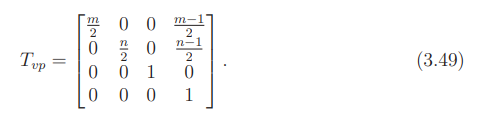 T_{vp} = \begin{bmatrix} \frac{m}{2} & 0 & 0 & \frac{m-1}{2} \\ 0 & \frac{n}{2} & 0 & \frac{n-1}{2} \\ 0 & 0 & 1 & 0 \\ 0 & 0 & 0 & 1 \end{bmatrix}. (3.49)